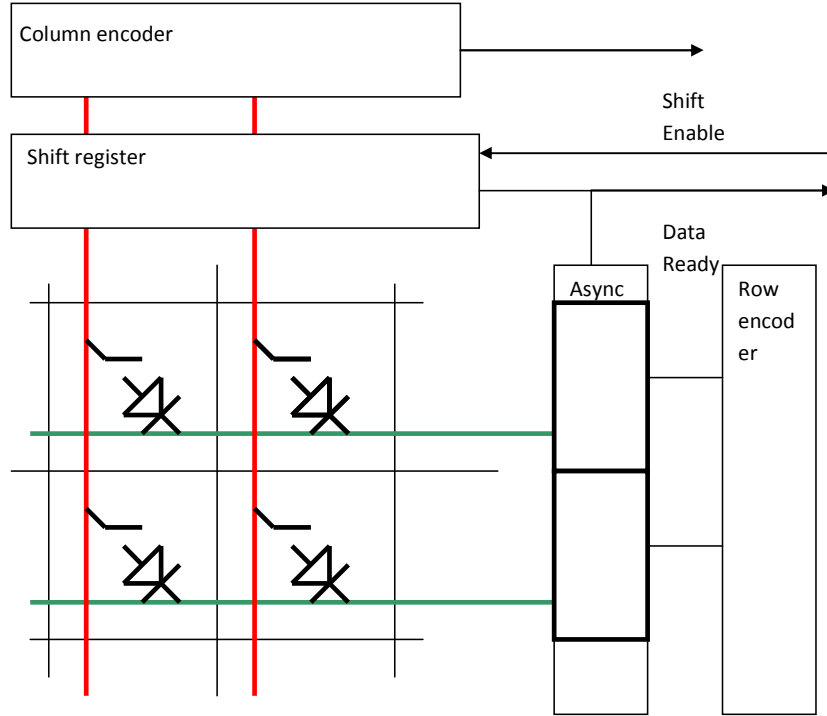 Column encoder
Shift
Enable
Shift register
Data
Ready
Async
Row
encod
er